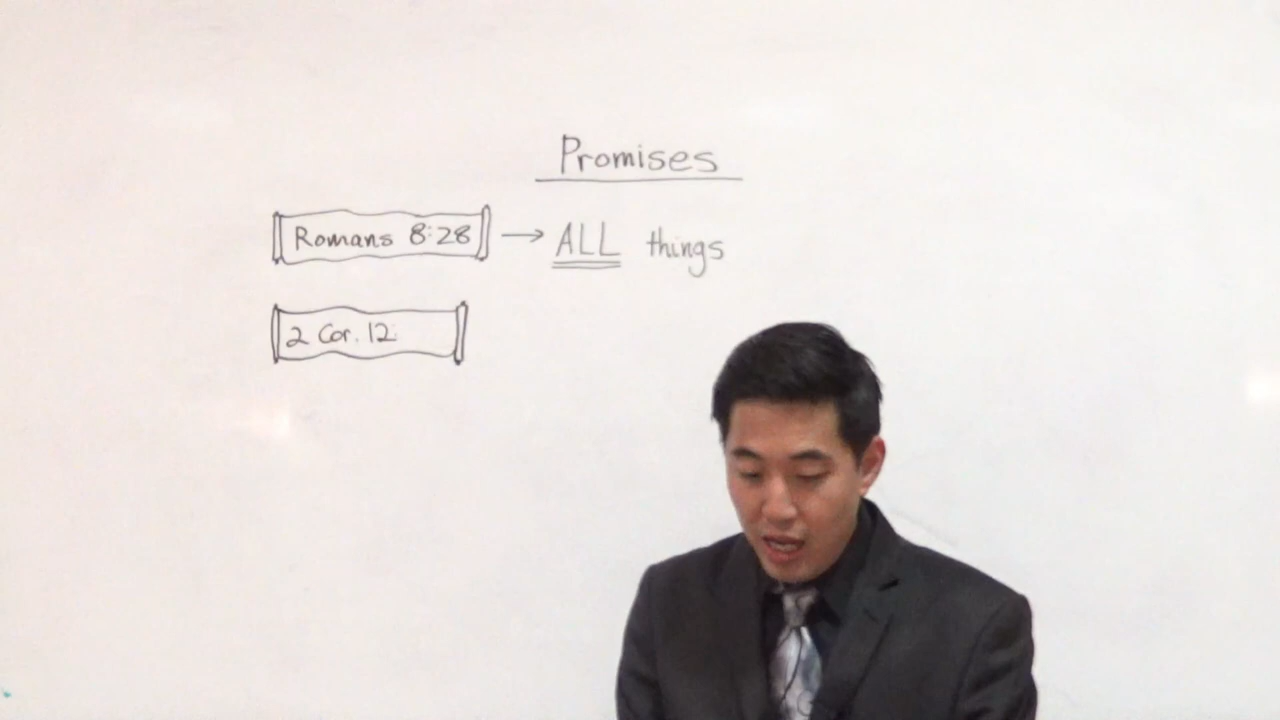 Promises
Romans 8:28 → ALL things
2 Cor. 12: